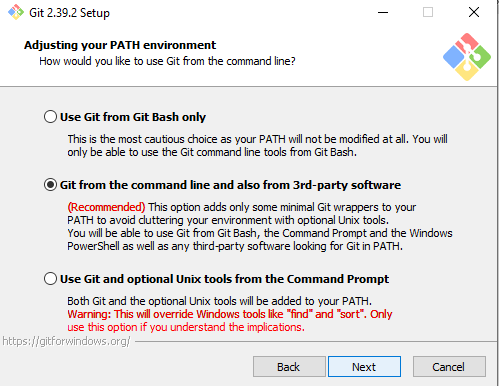 Git 2.39.2 Setup
Adjusting your PATH environment
How would you like to use Git from the command line?
Use Git from Git Bash only
This is the most cautious choice as your PATH will not be modified at all. You will
only be able to use the Git command line tools from Git Bash.
Git from the command line and also from 3rd-party software
(Recommended) This option adds only some minimal Git wrappers to your
PATH to avoid cluttering your environment with optional Unix tools.
You will be able to use Git from Git Bash, the Command Prompt and the Windows
PowerShell as well as any third-party software looking for Git in PATH.
Use Git and optional Unix tools from the Command Prompt
Both Git and the optional Unix tools will be added to your PATH.
Warning: This will override Windows tools like "find" and "sort". Only
use this option if you understand the implications.
https://gitforwindows.org/
Back
Next
Cancel